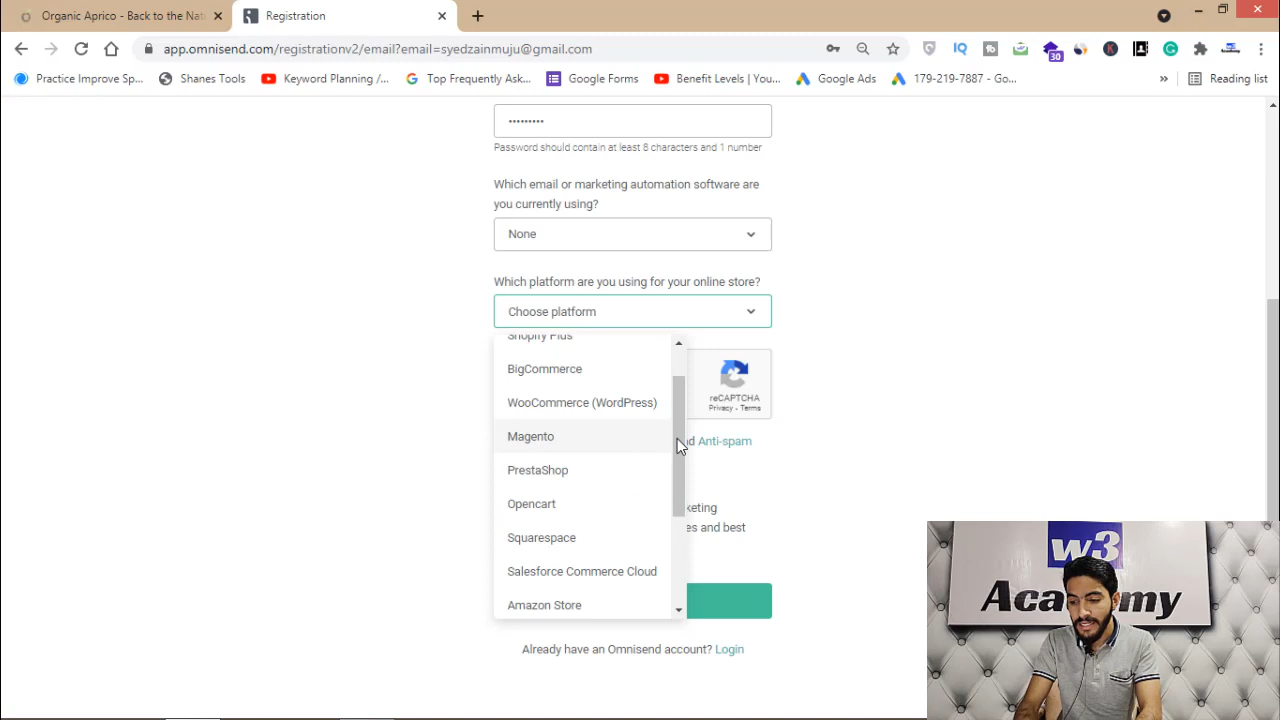 Organic Aprico - Back to the Nat
Registration
app.omnisend.com/registrationv2/email?email=syedzainmuju@gmail.com
30
Practice Improve Sp...
Shanes Tools
Keyword Planning /...
Top Frequently Ask...
Google Forms
Benefit Levels | You...
Google Ads
179-219-7887 - Go...
»
Reading list
•••••••••
Password should contain at least 8 characters and 1 number
Which email or marketing automation software are
you currently using?
None
Which platform are you using for your online store?
Choose platform
Shopify Plus
BigCommerce
WooCommerce (WordPress)
Magento
PrestaShop
Opencart
Squarespace
Salesforce Commerce Cloud
Amazon Store
reCAPTCHA
Privacy - Terms
nd Anti-spam
keting
es and best
Already have an Omnisend account? Login
w3
Academy